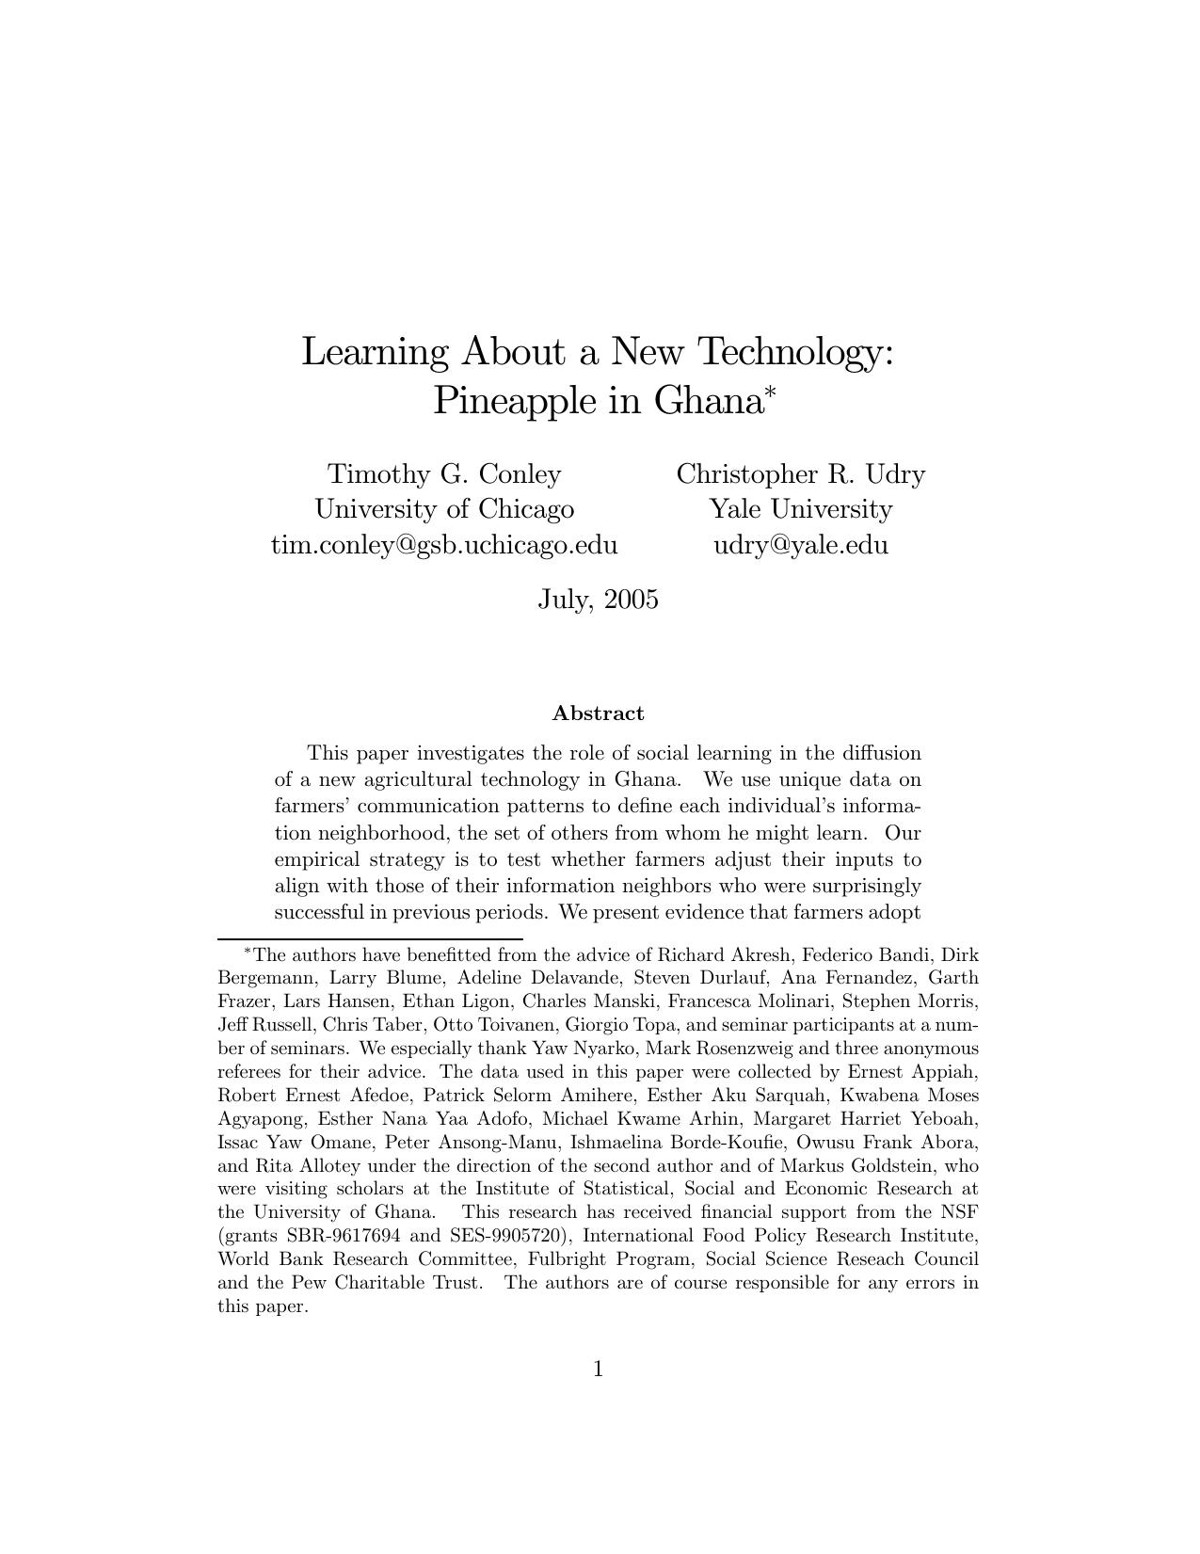 Learning About a New Technology:
Pineapple in Ghana*
Timothy G. Conley
University of Chicago
tim.conley@gsb.uchicago.edu
Christopher R. Udry
Yale University
udry@yale.edu
July, 2005
Abstract
This paper investigates the role of social learning in the diffusion
of a new agricultural technology in Ghana. We use unique data on
farmers' communication patterns to define each individual's informa-
tion neighborhood, the set of others from whom he might learn. Our
empirical strategy is to test whether farmers adjust their inputs to
align with those of their information neighbors who were surprisingly
successful in previous periods. We present evidence that farmers adopt
*The authors have benefitted from the advice of Richard Akresh, Federico Bandi, Dirk
Bergemann, Larry Blume, Adeline Delavande, Steven Durlauf, Ana Fernandez, Garth
Frazer, Lars Hansen, Ethan Ligon, Charles Manski, Francesca Molinari, Stephen Morris,
Jeff Russell, Chris Taber, Otto Toivanen, Giorgio Topa, and seminar participants at a num-
ber of seminars. We especially thank Yaw Nyarko, Mark Rosenzweig and three anonymous
referees for their advice. The data used in this paper were collected by Ernest Appiah,
Robert Ernest Afedoe, Patrick Selorm Amihere, Esther Aku Sarquah, Kwabena Moses
Agyapong, Esther Nana Yaa Adofo, Michael Kwame Arhin, Margaret Harriet Yeboah,
Issac Yaw Omane, Peter Ansong-Manu, Ishmaelina Borde-Koufie, Owusu Frank Abora,
and Rita Allotey under the direction of the second author and of Markus Goldstein, who
were visiting scholars at the Institute of Statistical, Social and Economic Research at
the University of Ghana. This research has received financial support from the NSF
(grants SBR-9617694 and SES-9905720), International Food Policy Research Institute,
World Bank Research Committee, Fulbright Program, Social Science Reseach Council
and the Pew Charitable Trust. The authors are of course responsible for any errors in
this paper.
1